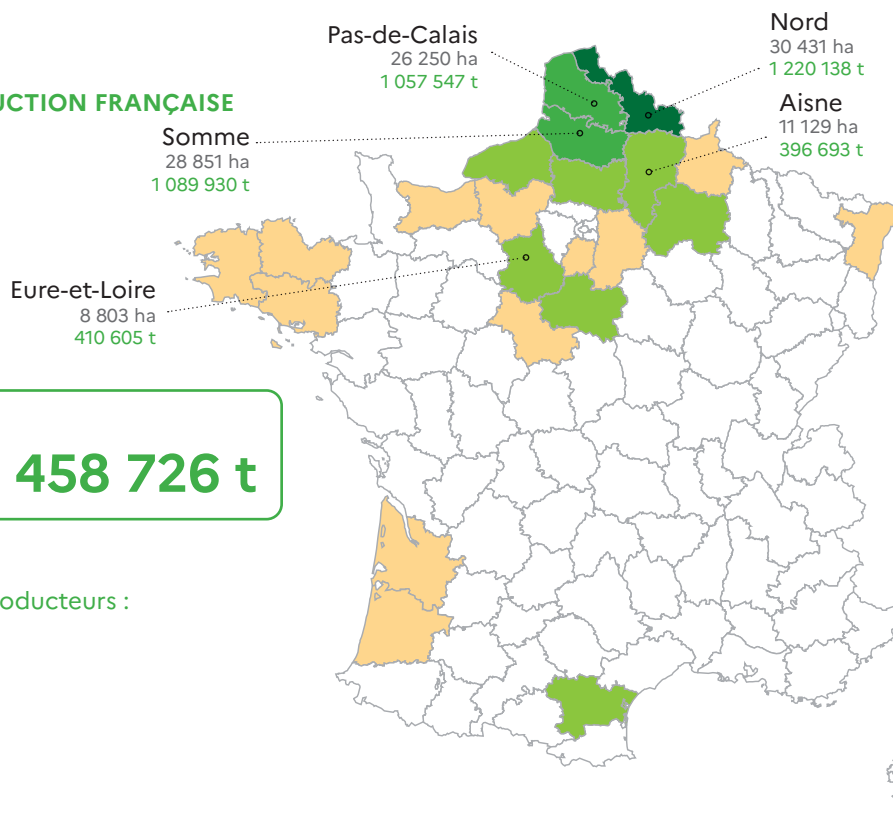 Pas-de-Calais
26 250 ha
1 057 547 t
Nord
30 431 ha
1 220 138 t
UCTION FRANÇAISE
Aisne
11 129 ha
396 693 t
Somme
28 851 ha
1 089 930 t
Eure-et-Loire
8 803 ha
410 605 t
458 726 t
oducteurs :